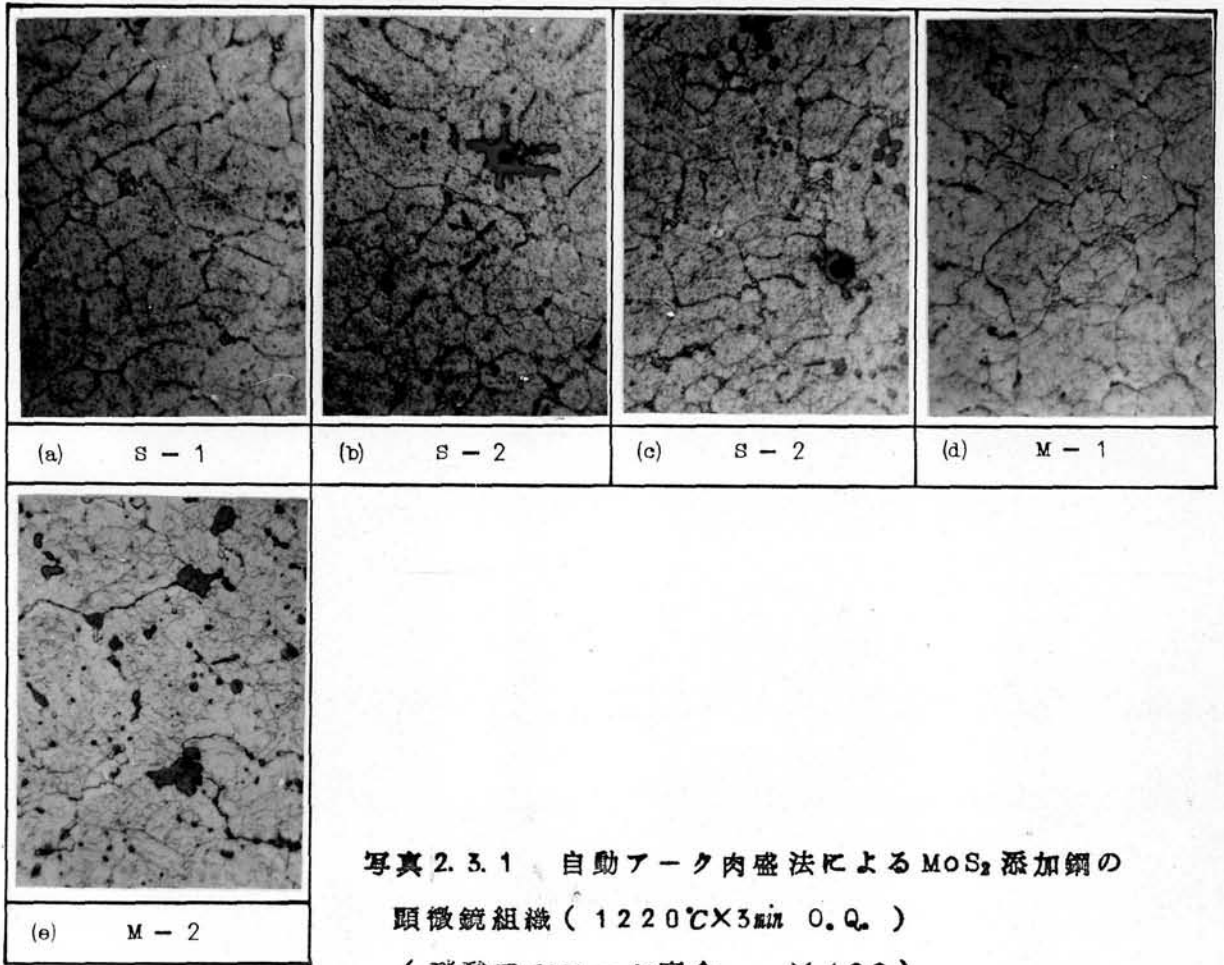 (a) S － 1
(b) S － 2
(c) S － 2
(d) M － 1
(e) M － 2
写真 2.3.1 自動アーク肉盛法による MoS₂ 添加鋼の
顕微鏡組織 ( 1220℃×3min O.Q. )